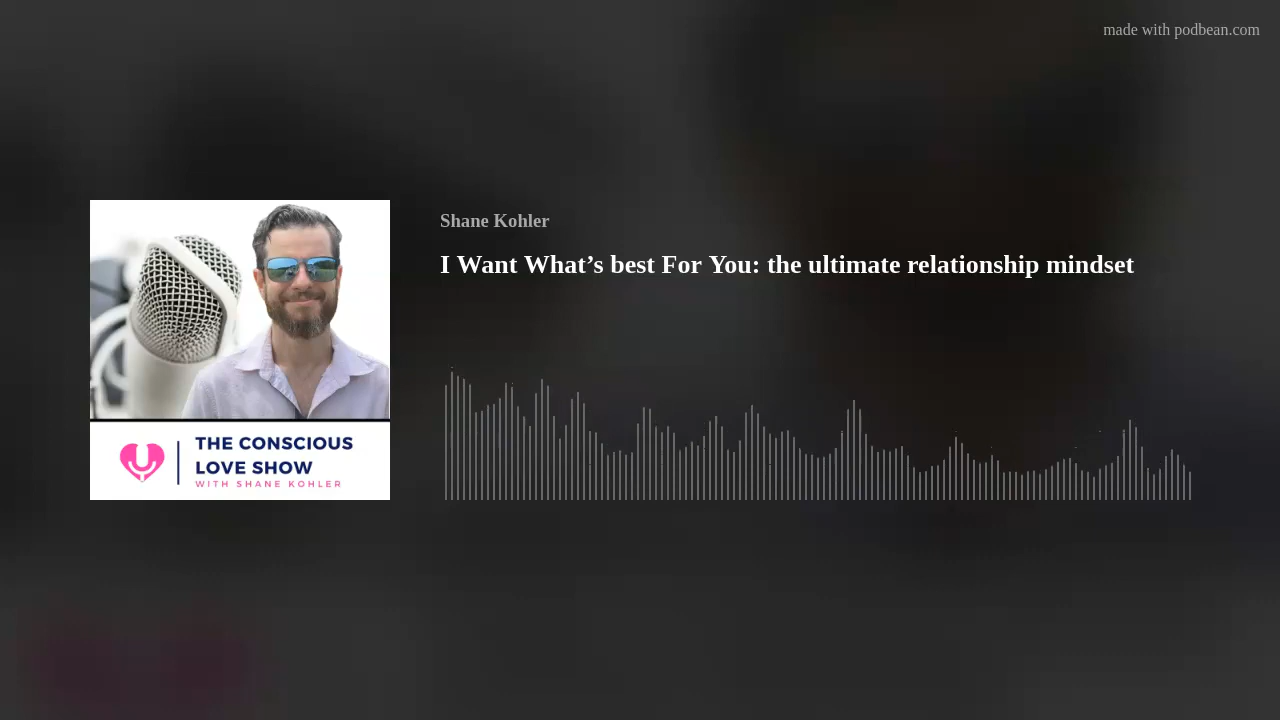 made with podbean.com
Shane Kohler
I Want What’s best For You: the ultimate relationship mindset
THE CONSCIOUS
LOVE SHOW
WITH SHANE KOHLER